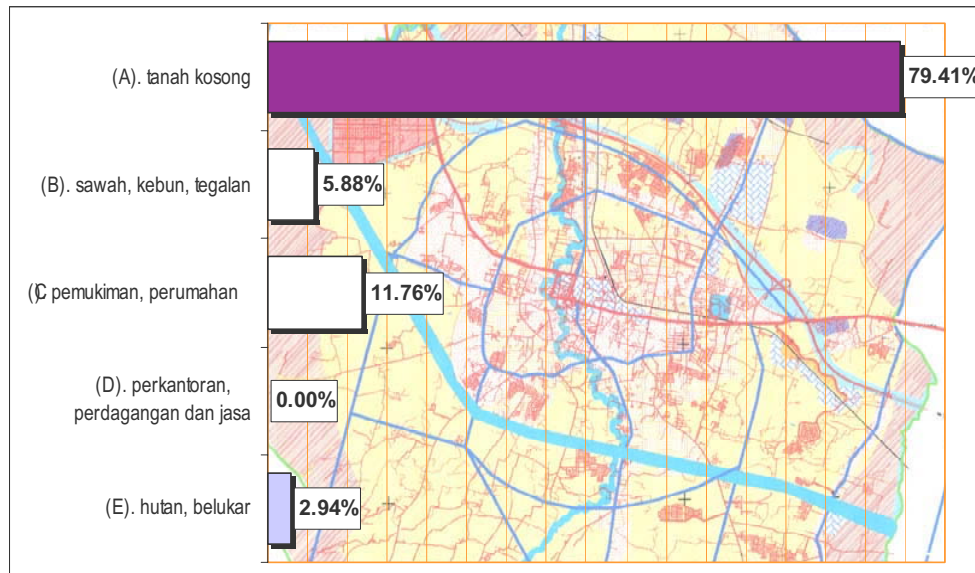 (A). tanah kosong
79.41%
(B). sawah, kebun, tegalan
5.88%
(C pemukiman, perumahan
11.76%
(D). perkantoran,
perdagangan dan jasa
0.00%
(E). hutan, belukar
2.94%